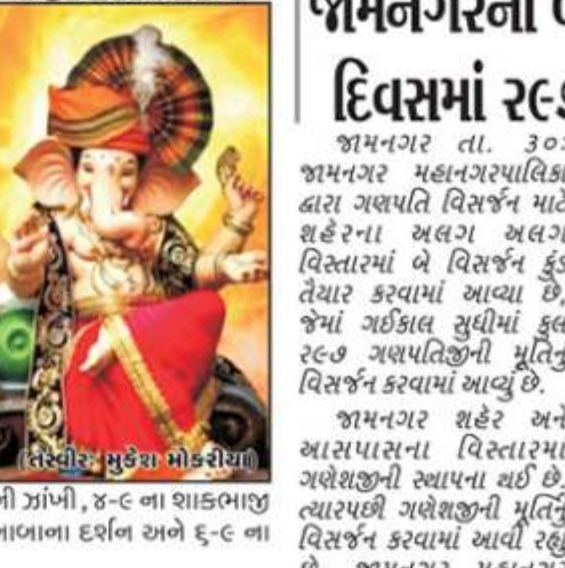 (તસ્વીરઃ મુકેશ મોકરીયા)
ઝાંખી,૪-૯ ના શાકભાજી
દર્શન અને ૬-૯ ના
જામનગરના
દિવસમાં ૨૯૭
જામનગર તા. ૩૦ઃ
જામનગર મહાનગરપાલિકા
દ્વારા ગણપતિ વિસર્જન માટે
શહેરના અલગ અલગ
વિસ્તારમાં બે વિસર્જન કુંડ
તૈયાર કરવામાં આવ્યા છે,
જેમાં ગઈકાલ સુધીમાં કુલ
૨૯૭ ગણપતિજીની મૂર્તિનું
વિસર્જન કરવામાં આવ્યું છે.
જામનગર શહેર અને
આસપાસના વિસ્તારમાં
ગણેશજીની સ્થાપના થઈ છે.
ત્યારપછી ગણેશજીની મૂર્તિનું
વિસર્જન કરવામાં આવી રહ્યું